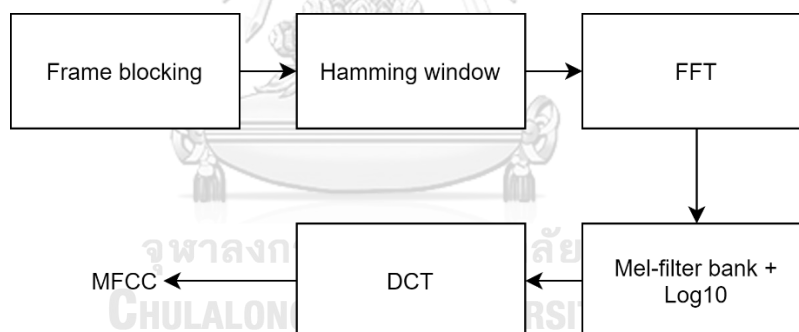 Frame blocking
Hamming window
FFT
Mel-filter bank +
Log10
DCT
MFCC